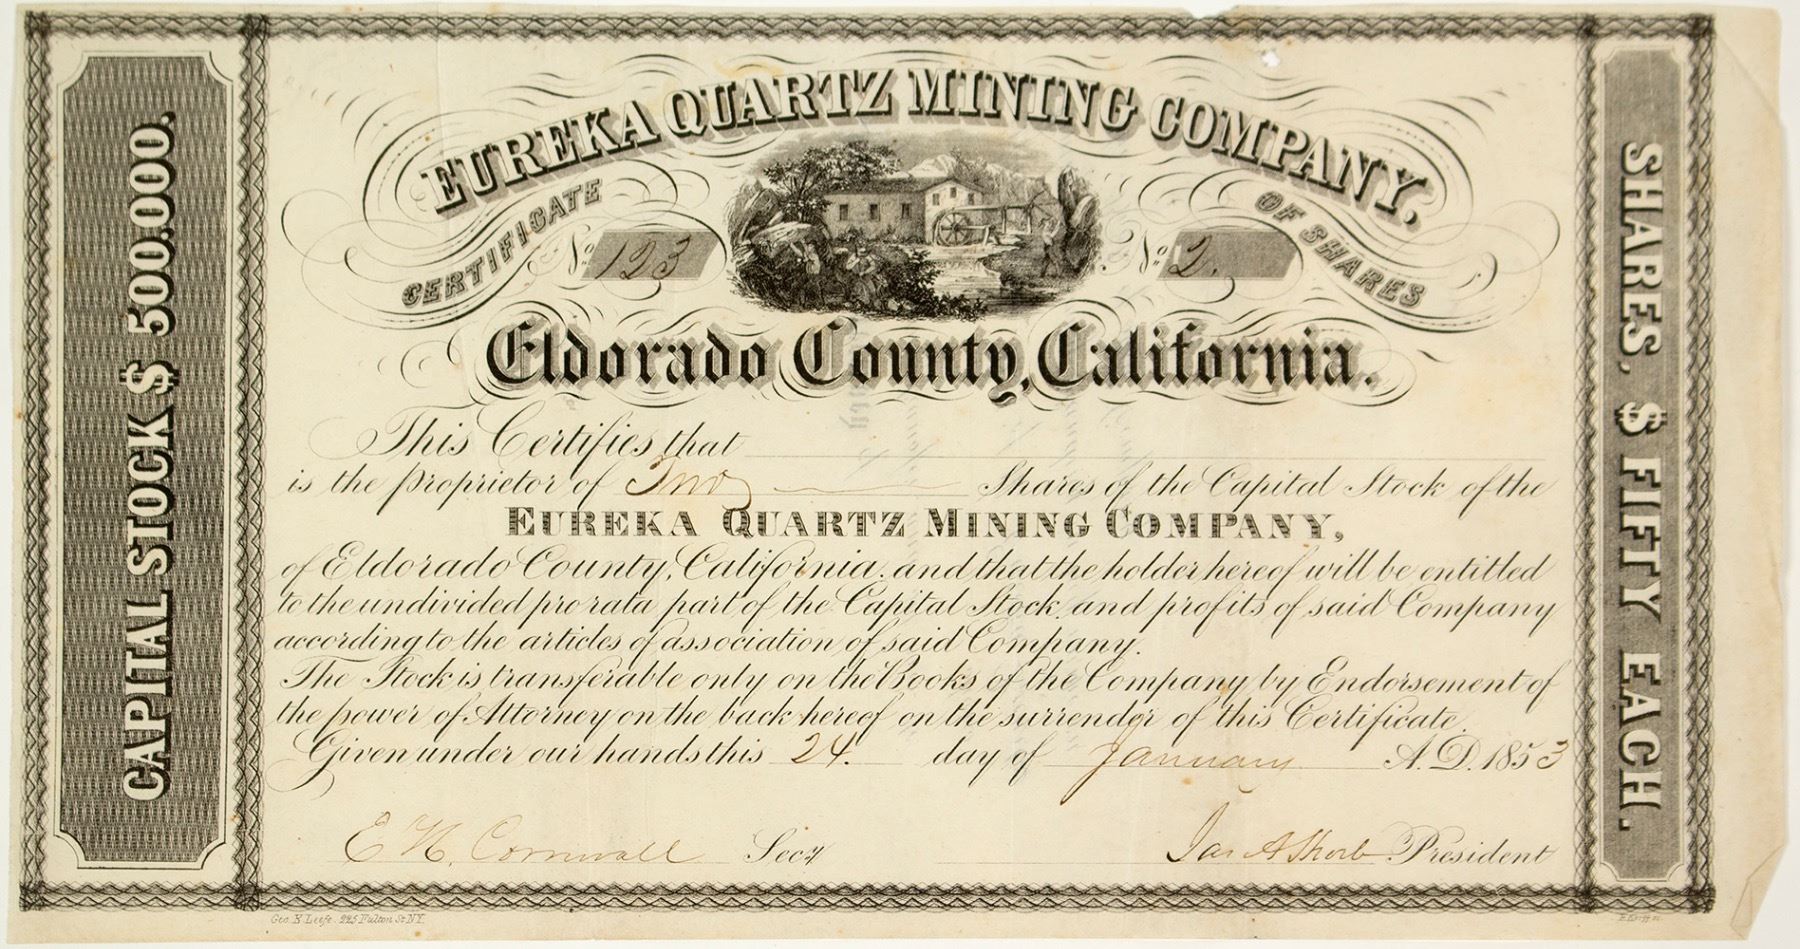 EUREKA QUARTZ MINING COMPANY,
CERTIFICATE OF SHARES
No. 123 No. 2.
Eldorado County, California.
CAPITAL STOCK $ 500.000.
This Certifies that
is the proprietor of Two Shares of the Capital Stock of the
EUREKA QUARTZ MINING COMPANY,
of Eldorado County, California. and that the holder hereof will be entitled
to the undivided pro rata part of the Capital Stock and profits of said Company
according to the articles of association of said Company.
The Stock is transferable only on the Books of the Company by Endorsement of
the power of Attorney on the back hereof on the surrender of this Certificate.
Given under our hands this 24. day of January A.D. 1853
E N. Cornwall Secy
Jas A Shorb President
SHARES, $ FIFTY EACH.
Geo. E. Leefe. 225 Fulton St. N.Y.